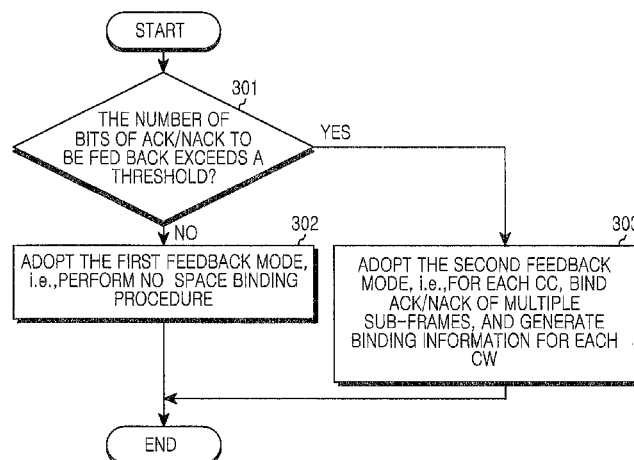 START
301
THE NUMBER OF
BITS OF ACK/NACK TO
BE FED BACK EXCEEDS A
THRESHOLD?
YES
NO
302
ADOPT THE FIRST FEEDBACK MODE,
i.e.,PERFORM NO SPACE BINDING
PROCEDURE
303
ADOPT THE SECOND FEEDBACK
MODE, i.e.,FOR EACH CC, BIND
ACK/NACK OF MULTIPLE
SUB-FRAMES, AND GENERATE
BINDING INFORMATION FOR EACH
CW
END